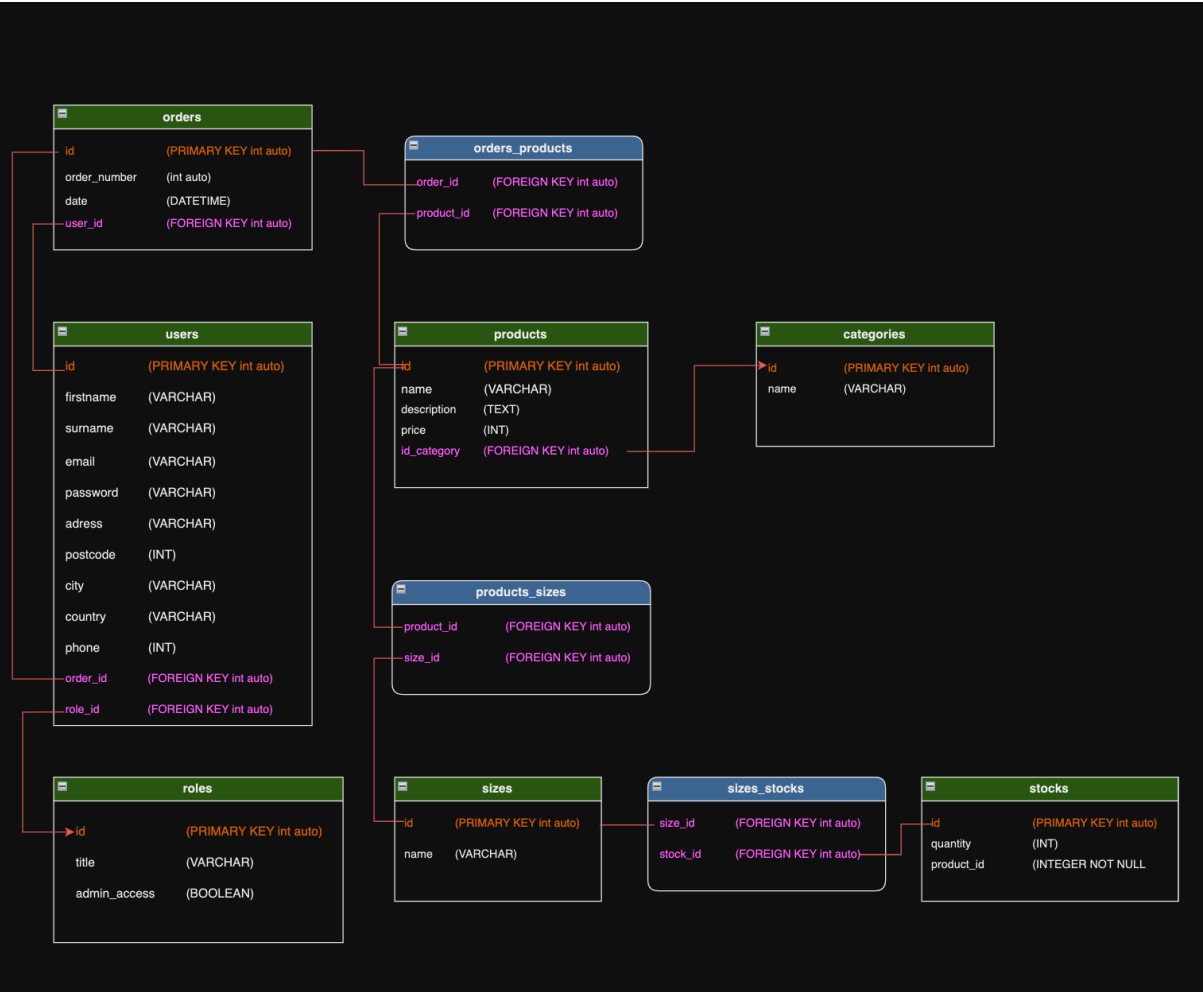 orders
id (PRIMARY KEY int auto)
order_number (int auto)
date (DATETIME)
user_id (FOREIGN KEY int auto)
orders_products
order_id (FOREIGN KEY int auto)
product_id (FOREIGN KEY int auto)
users
id (PRIMARY KEY int auto)
firstname (VARCHAR)
surname (VARCHAR)
email (VARCHAR)
password (VARCHAR)
adress (VARCHAR)
postcode (INT)
city (VARCHAR)
country (VARCHAR)
phone (INT)
order_id (FOREIGN KEY int auto)
role_id (FOREIGN KEY int auto)
products
id (PRIMARY KEY int auto)
name (VARCHAR)
description (TEXT)
price (INT)
id_category (FOREIGN KEY int auto)
categories
id (PRIMARY KEY int auto)
name (VARCHAR)
products_sizes
product_id (FOREIGN KEY int auto)
size_id (FOREIGN KEY int auto)
roles
id (PRIMARY KEY int auto)
title (VARCHAR)
admin_access (BOOLEAN)
sizes
id (PRIMARY KEY int auto)
name (VARCHAR)
sizes_stocks
size_id (FOREIGN KEY int auto)
stock_id (FOREIGN KEY int auto)
stocks
id (PRIMARY KEY int auto)
quantity (INT)
product_id (INTEGER NOT NULL